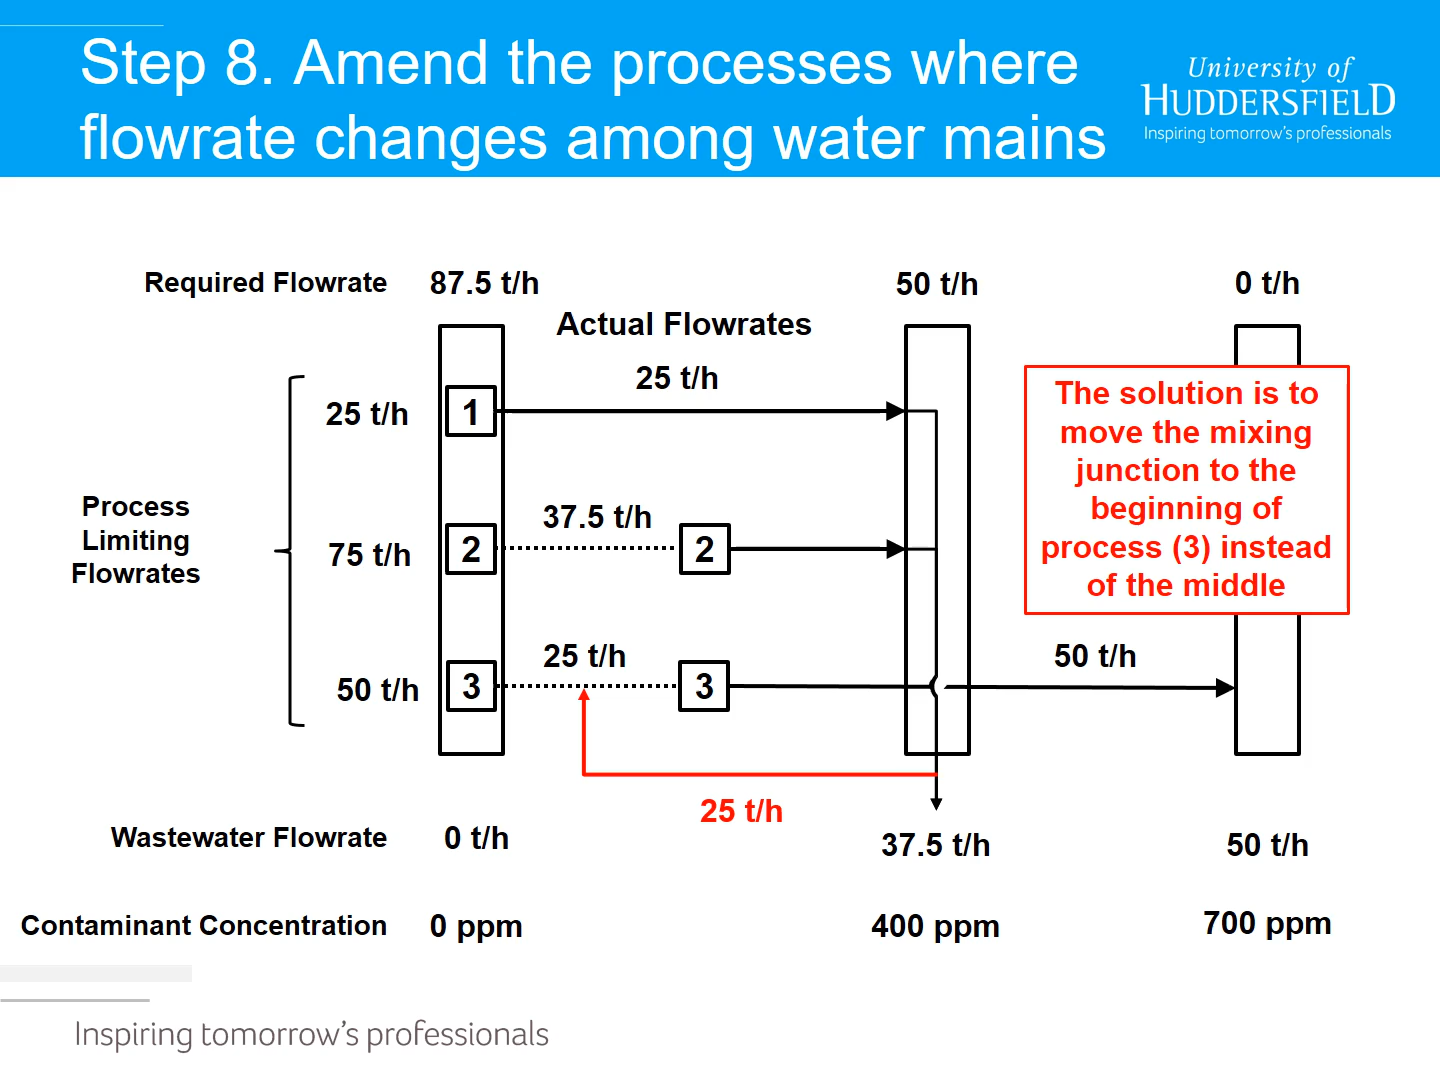 Step 8. Amend the processes where
flowrate changes among water mains
University of
HUDDERSFIELD
Inspiring tomorrow's professionals
Required Flowrate
87.5 t/h
50 t/h
0 t/h
Actual Flowrates
25 t/h
25 t/h
1
The solution is to
move the mixing
junction to the
beginning of
process (3) instead
of the middle
Process
Limiting
Flowrates
37.5 t/h
75 t/h
2
2
25 t/h
50 t/h
50 t/h
3
3
25 t/h
Wastewater Flowrate
0 t/h
37.5 t/h
50 t/h
Contaminant Concentration
0 ppm
400 ppm
700 ppm
Inspiring tomorrow's professionals